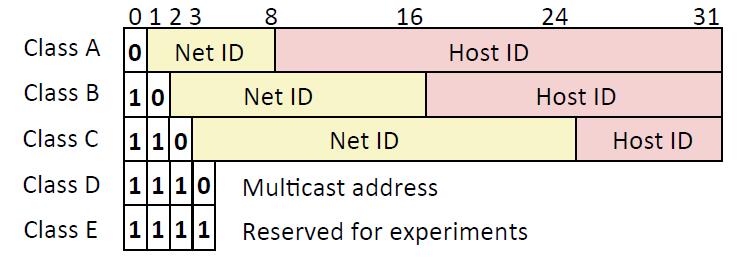 0 1 2 3 8 16 24 31
Class A 0 Net ID Host ID
Class B 1 0 Net ID Host ID
Class C 1 1 0 Net ID Host ID
Class D 1 1 1 0 Multicast address
Class E 1 1 1 1 Reserved for experiments